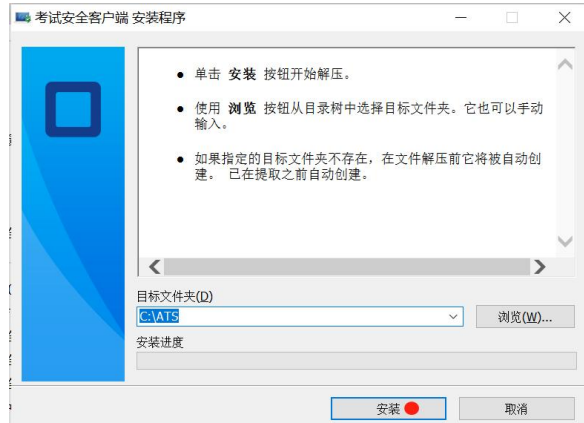 考试安全客户端 安装程序
● 单击 安装 按钮开始解压。
● 使用 浏览 按钮从目录树中选择目标文件夹。它也可以手动
输入。
● 如果指定的目标文件夹不存在，在文件解压前它将被自动创
建。 已在提取之前自动创建。
目标文件夹(D)
C:\ATS
浏览(W)...
安装进度
安装
取消